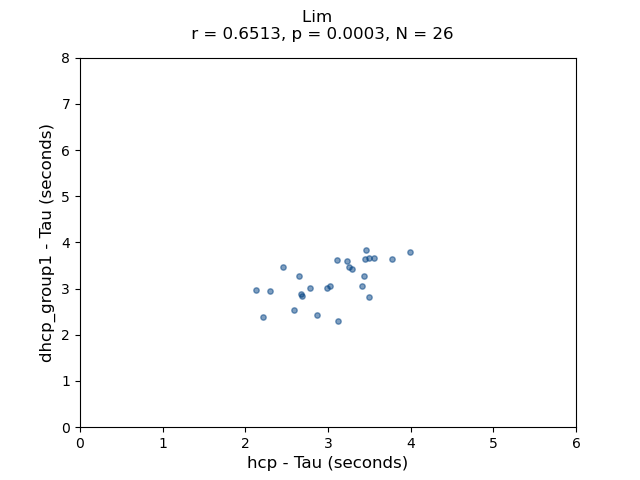 Lim
r = 0.6513, p = 0.0003, N = 26
8
7
6
5
4
3
2
1
0
dhcp_group1 - Tau (seconds)
0 1 2 3 4 5 6
hcp - Tau (seconds)